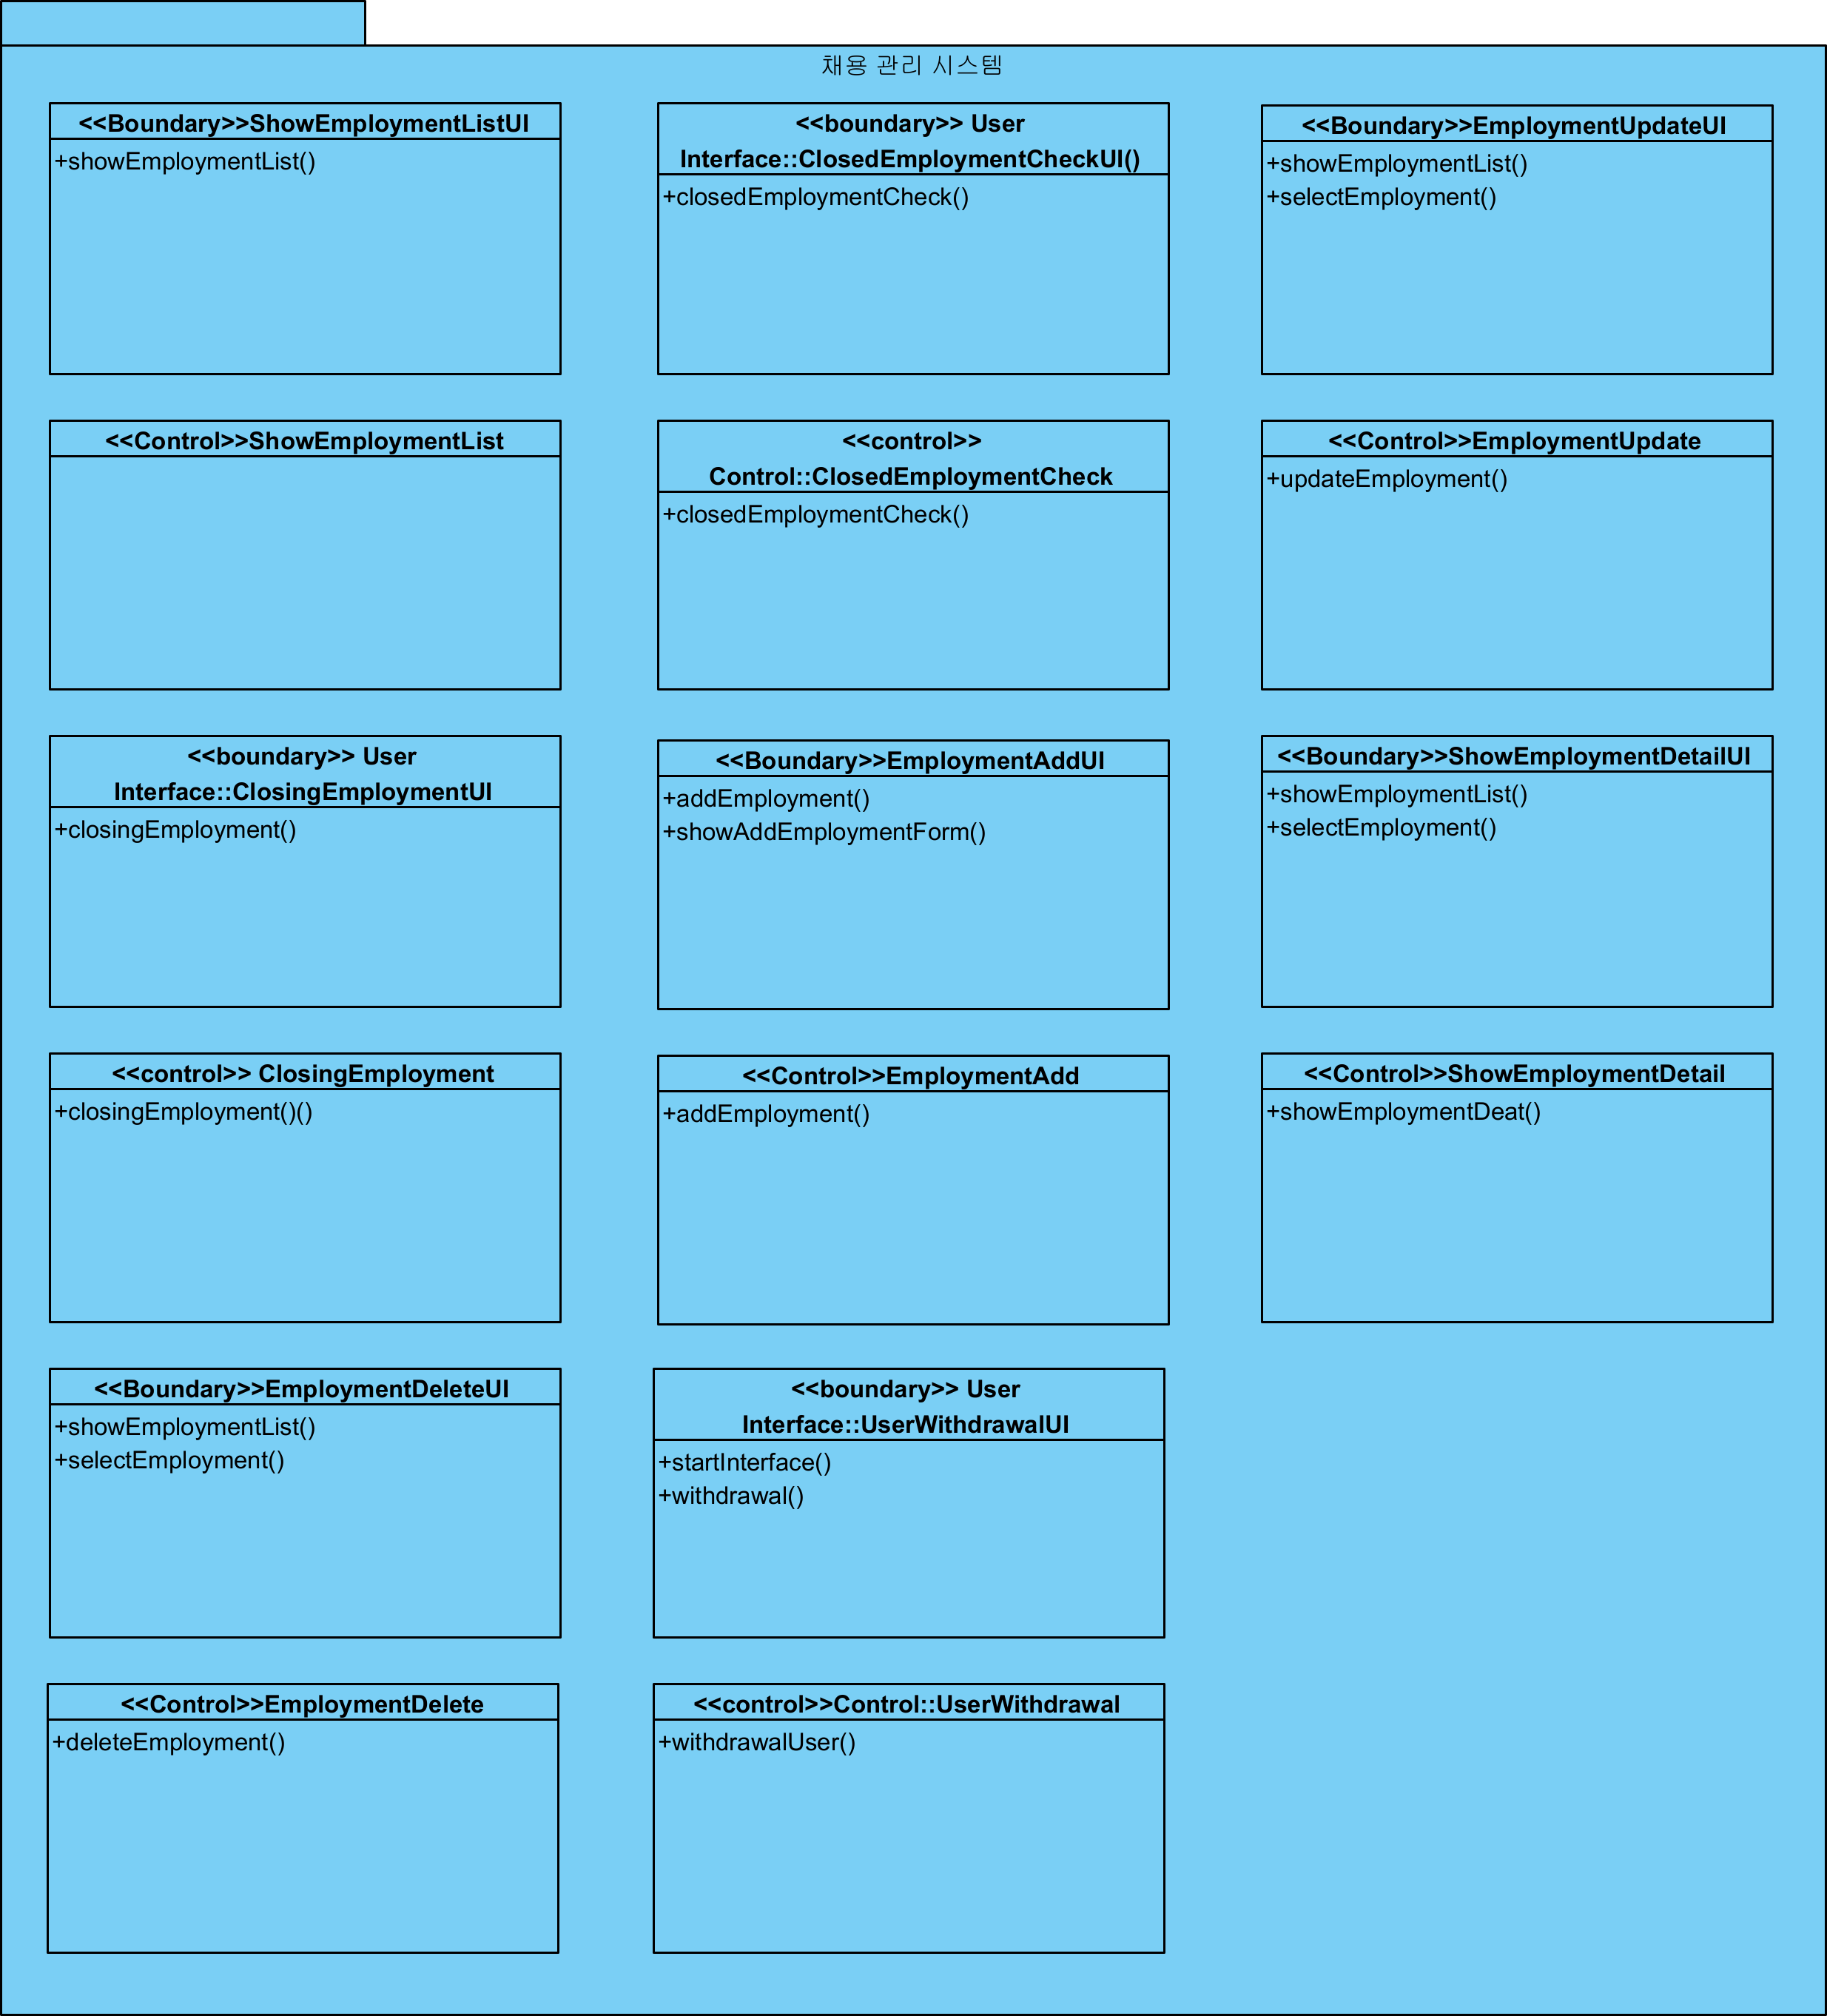 채용 관리 시스템
<<Boundary>>ShowEmploymentListUI
+showEmploymentList()
<<boundary>> User
Interface::ClosedEmploymentCheckUI()
+closedEmploymentCheck()
<<Boundary>>EmploymentUpdateUI
+showEmploymentList()
+selectEmployment()
<<Control>>ShowEmploymentList
<<control>>
Control::ClosedEmploymentCheck
+closedEmploymentCheck()
<<Control>>EmploymentUpdate
+updateEmployment()
<<boundary>> User
Interface::ClosingEmploymentUI
+closingEmployment()
<<Boundary>>EmploymentAddUI
+addEmployment()
+showAddEmploymentForm()
<<Boundary>>ShowEmploymentDetailUI
+showEmploymentList()
+selectEmployment()
<<control>> ClosingEmployment
+closingEmployment()()
<<Control>>EmploymentAdd
+addEmployment()
<<Control>>ShowEmploymentDetail
+showEmploymentDeat()
<<Boundary>>EmploymentDeleteUI
+showEmploymentList()
+selectEmployment()
<<boundary>> User
Interface::UserWithdrawalUI
+startInterface()
+withdrawal()
<<Control>>EmploymentDelete
+deleteEmployment()
<<control>>Control::UserWithdrawal
+withdrawalUser()